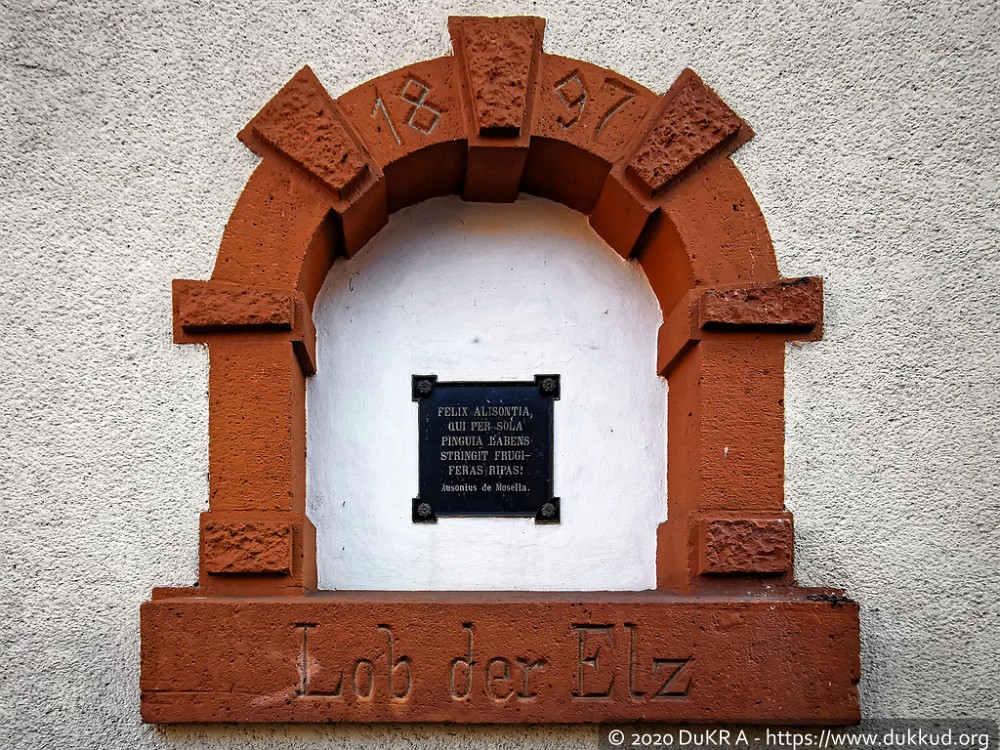 1897
FELIX ALISONTIA,
QUI PER SOLA
PINGUIA LABENS
STRINGIT FRUGI-
FERAS RIPAS!
Ausonius de Mosella.
Lob der Elz
© 2020 DuKRA - https://www.dukkud.org